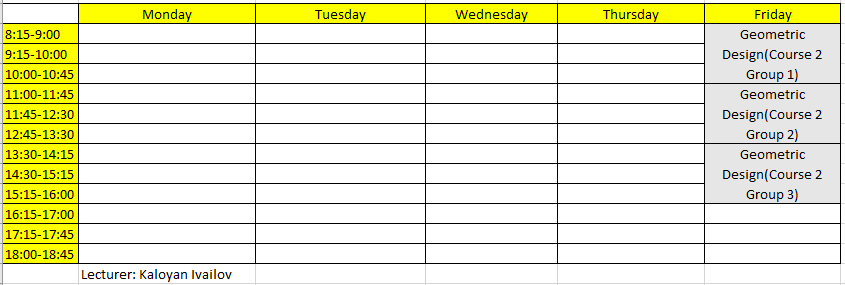 Monday Tuesday Wednesday Thursday Friday
8:15-9:00 Geometric
9:15-10:00 Design(Course 2
10:00-10:45 Group 1)
11:00-11:45 Geometric
11:45-12:30 Design(Course 2
12:45-13:30 Group 2)
13:30-14:15 Geometric
14:30-15:15 Design(Course 2
15:15-16:00 Group 3)
16:15-17:00
17:15-17:45
18:00-18:45
Lecturer: Kaloyan Ivailov